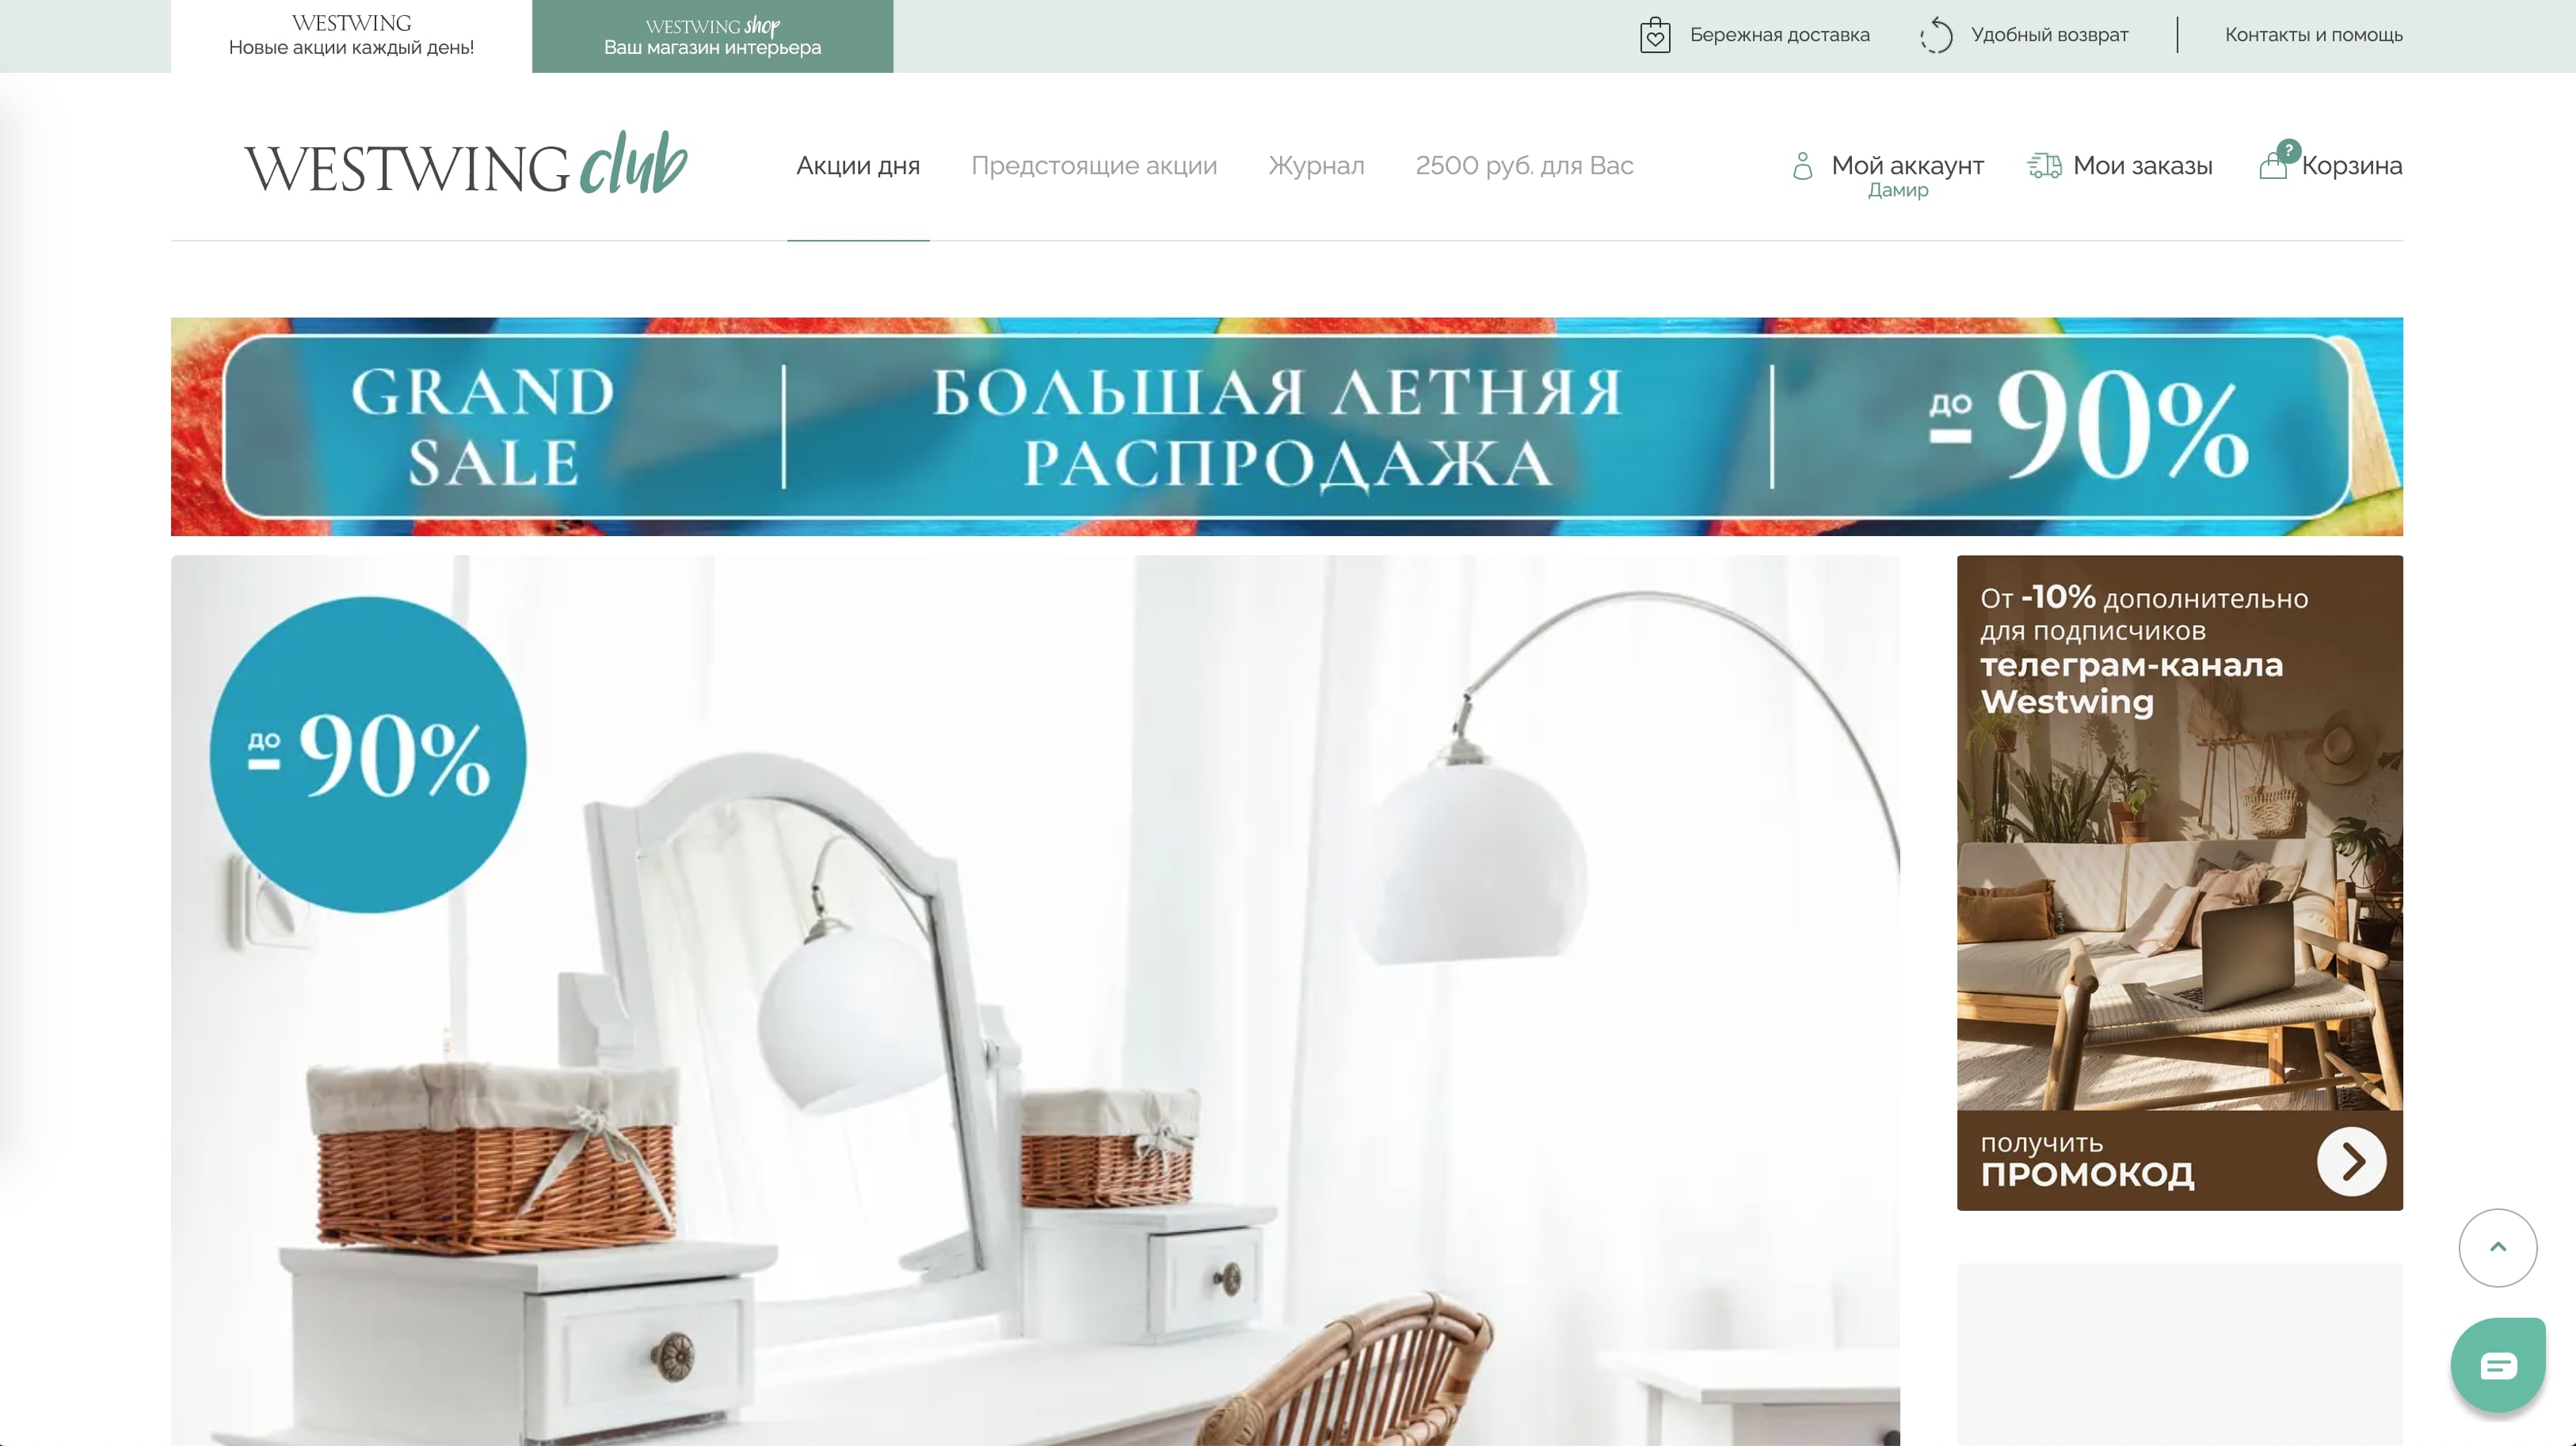 WESTWING
Новые акции каждый день!
WESTWING shop
Ваш магазин интерьера
Бережная доставка
Удобный возврат
Контакты и помощь
WESTWING club
Акции дня
Предстоящие акции
Журнал
2500 руб. для Вас
Мой аккаунт
Дамир
Мои заказы
?
Корзина
GRAND
SALE
БОЛЬШАЯ ЛЕТНЯЯ
РАСПРОДАЖА
до
-90%
до
-90%
От -10% дополнительно
для подписчиков
телеграм-канала
Westwing
получить
ПРОМОКОД